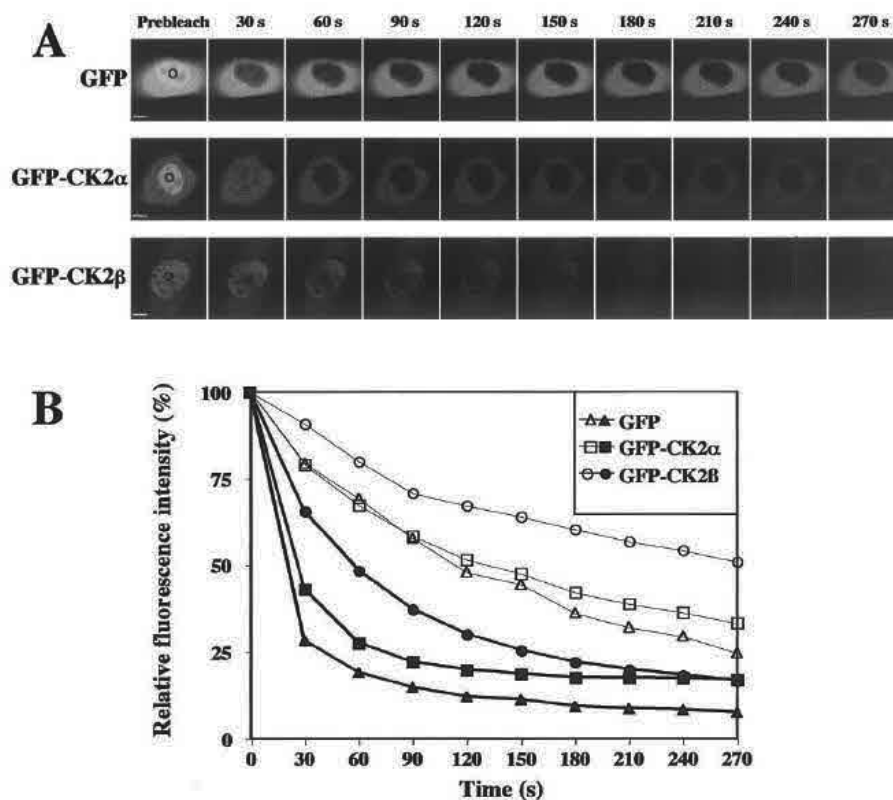 A
Prebleach 30 s 60 s 90 s 120 s 150 s 180 s 210 s 240 s 270 s
GFP
GFP-CK2α
GFP-CK2β
B
Relative fluorescence intensity (%)
100
75
50
25
0
GFP
GFP-CK2α
GFP-CK2ß
0 30 60 90 120 150 180 210 240 270
Time (s)